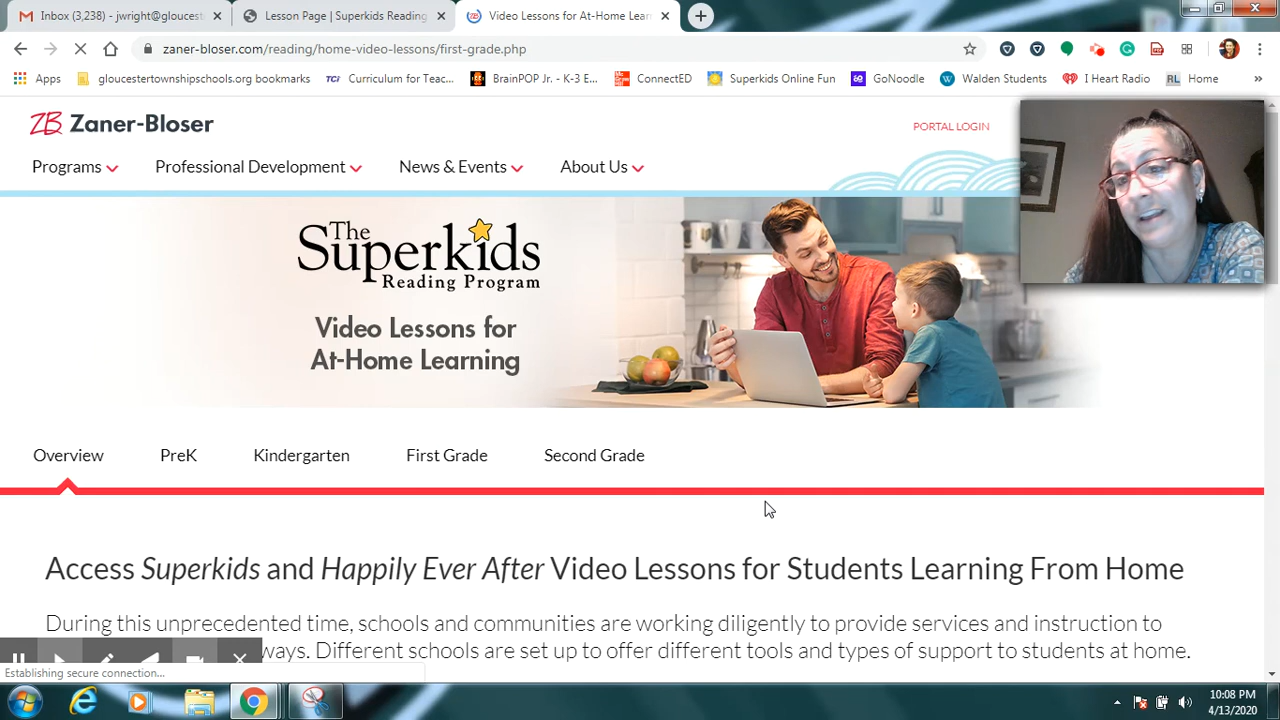 Inbox (3,238) - jwright@gloucest
Lesson Page | Superkids Reading
Video Lessons for At-Home Lear
zaner-bloser.com/reading/home-video-lessons/first-grade.php
Apps
gloucestertownshipschools.org bookmarks
TCi Curriculum for Teac...
BrainPOP Jr. - K-3 E...
ConnectED
Superkids Online Fun
GoNoodle
Walden Students
I Heart Radio
RL Home
ZB Zaner-Bloser
PORTAL LOGIN
Programs
Professional Development
News & Events
About Us
The
Superkids
Reading Program
Video Lessons for
At-Home Learning
Overview
PreK
Kindergarten
First Grade
Second Grade
Access Superkids and Happily Ever After Video Lessons for Students Learning From Home
During this unprecedented time, schools and communities are working diligently to provide services and instruction to
ways. Different schools are set up to offer different tools and types of support to students at home.
Establishing secure connection...
10:08 PM
4/13/2020